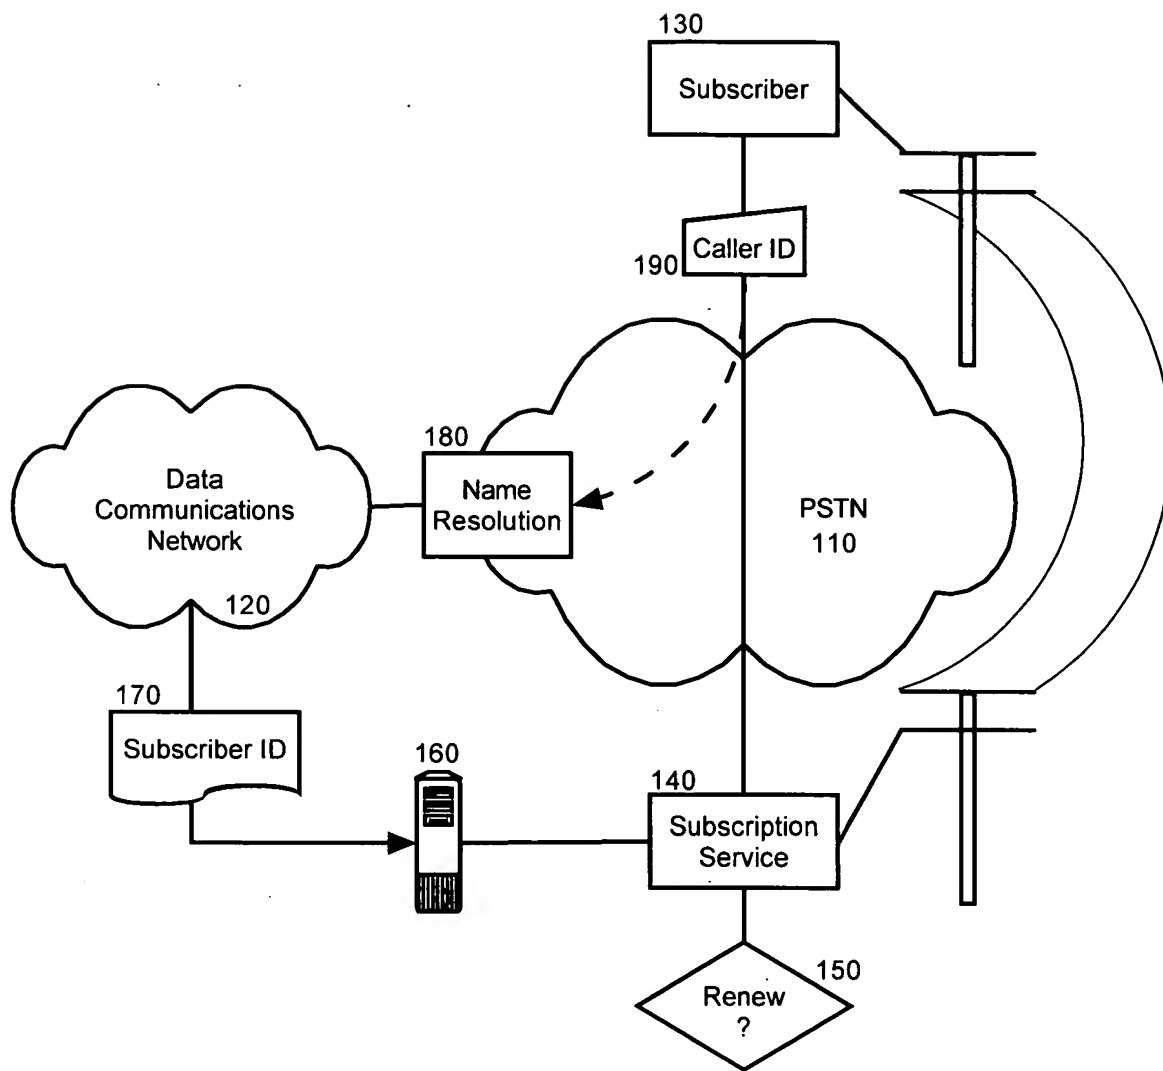 130
Subscriber
Caller ID
190
180
Name
Resolution
Data
Communications
Network
120
PSTN
110
170
Subscriber ID
160
140
Subscription
Service
150
Renew
?